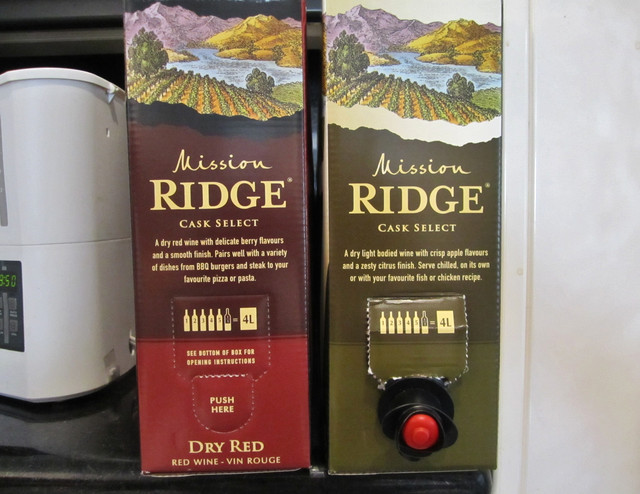 Mission
RIDGE®
CASK SELECT
A dry red wine with delicate berry flavours
and a smooth finish. Pairs well with a variety
of dishes from BBQ burgers and steak to your
favourite pizza or pasta.
= 4L
SEE BOTTOM OF BOX FOR
OPENING INSTRUCTIONS
PUSH
HERE
DRY RED
RED WINE - VIN ROUGE
Mission
RIDGE®
CASK SELECT
A dry light bodied wine with crisp apple flavours
and a zesty citrus finish. Serve chilled, on its own
or with your favourite fish or chicken recipe.
= 4L